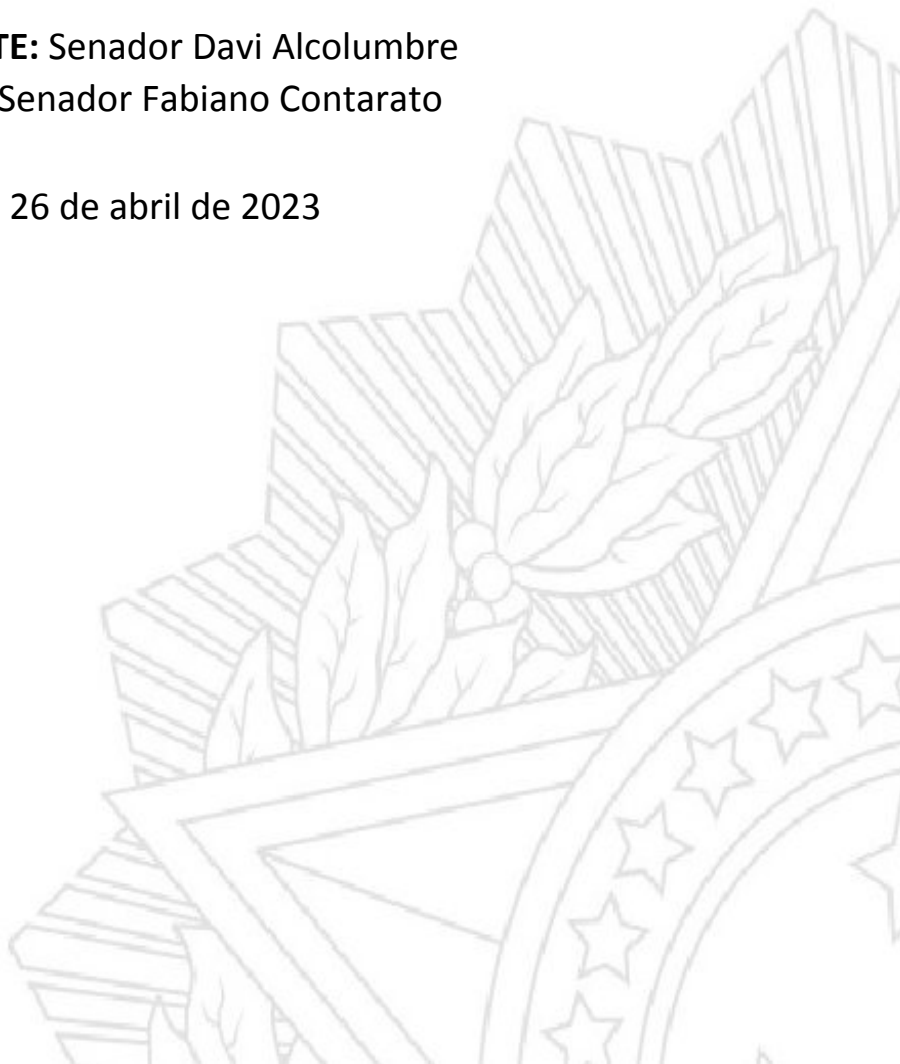 TE: Senador Davi Alcolumbre
Senador Fabiano Contarato
26 de abril de 2023